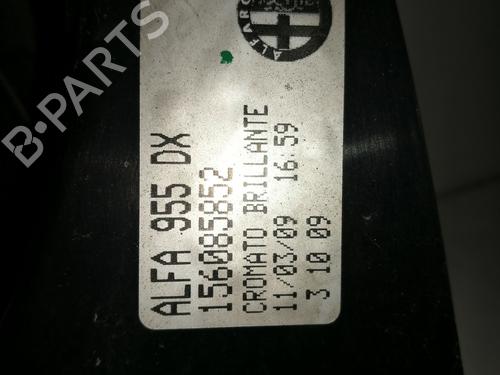 ALFA 955 DX
156085852
CROMATO BRILLANTE
11/03/09 16:59
3 10 09
B-PARTS